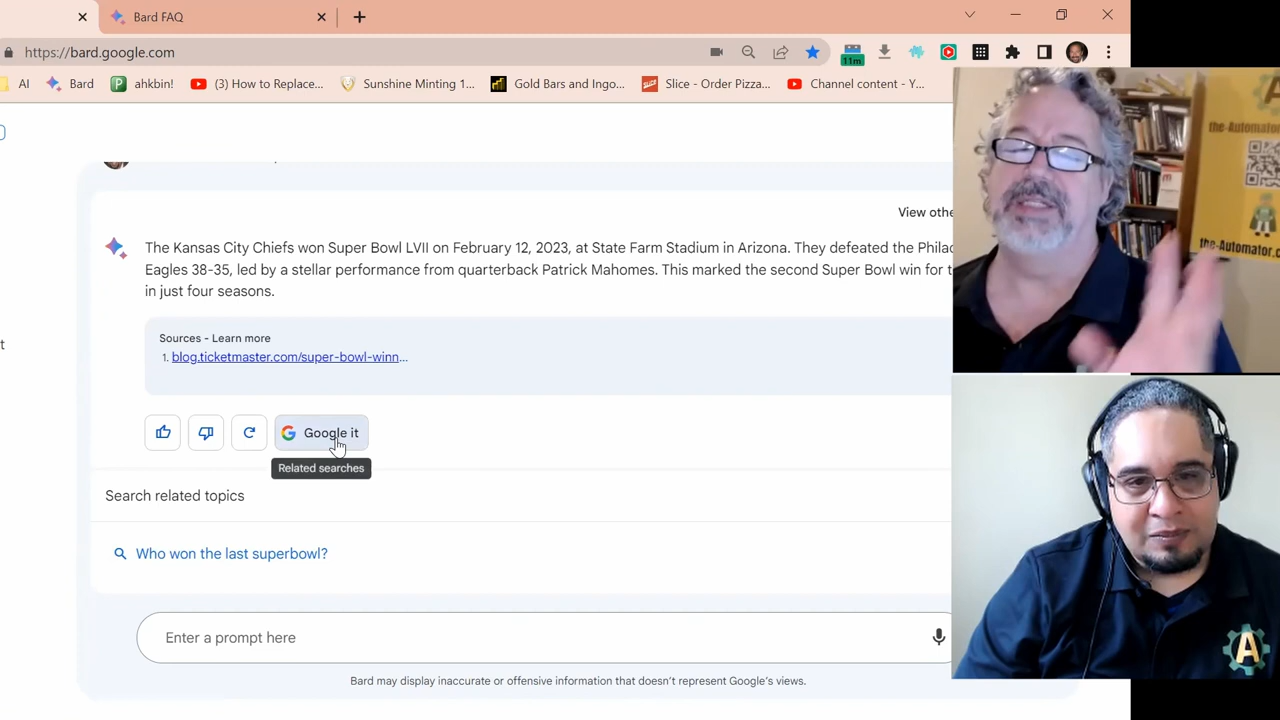 Bard FAQ
https://bard.google.com
11m
AI Bard ahkbin! (3) How to Replace... Sunshine Minting 1... Gold Bars and Ingo... Slice - Order Pizza... Channel content - Y...
View othe
The Kansas City Chiefs won Super Bowl LVII on February 12, 2023, at State Farm Stadium in Arizona. They defeated the Philad
Eagles 38-35, led by a stellar performance from quarterback Patrick Mahomes. This marked the second Super Bowl win for t
in just four seasons.
Sources - Learn more
1. blog.ticketmaster.com/super-bowl-winn...
t
Google it
Related searches
Search related topics
Who won the last superbowl?
Enter a prompt here
Bard may display inaccurate or offensive information that doesn't represent Google's views.
the-Automator
the-Automator.c
A